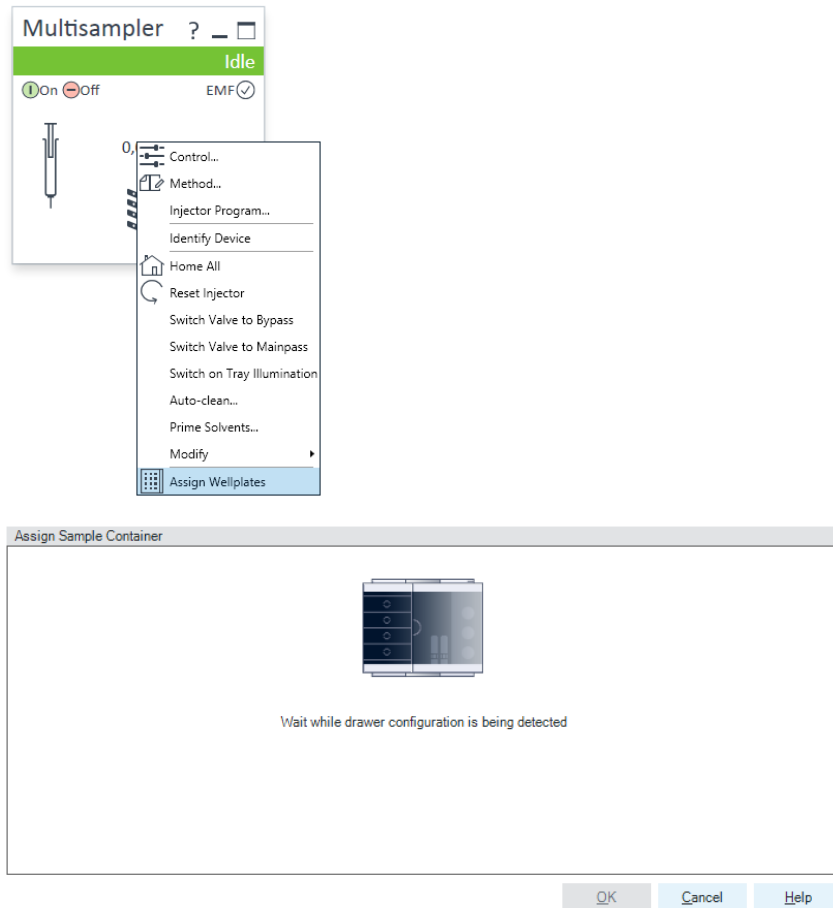 Multisampler ?
Idle
On Off EMF
0,
Control...
Method...
Injector Program...
Identify Device
Home All
Reset Injector
Switch Valve to Bypass
Switch Valve to Mainpass
Switch on Tray Illumination
Auto-clean...
Prime Solvents...
Modify
Assign Wellplates
Assign Sample Container
Wait while drawer configuration is being detected
OK Cancel Help